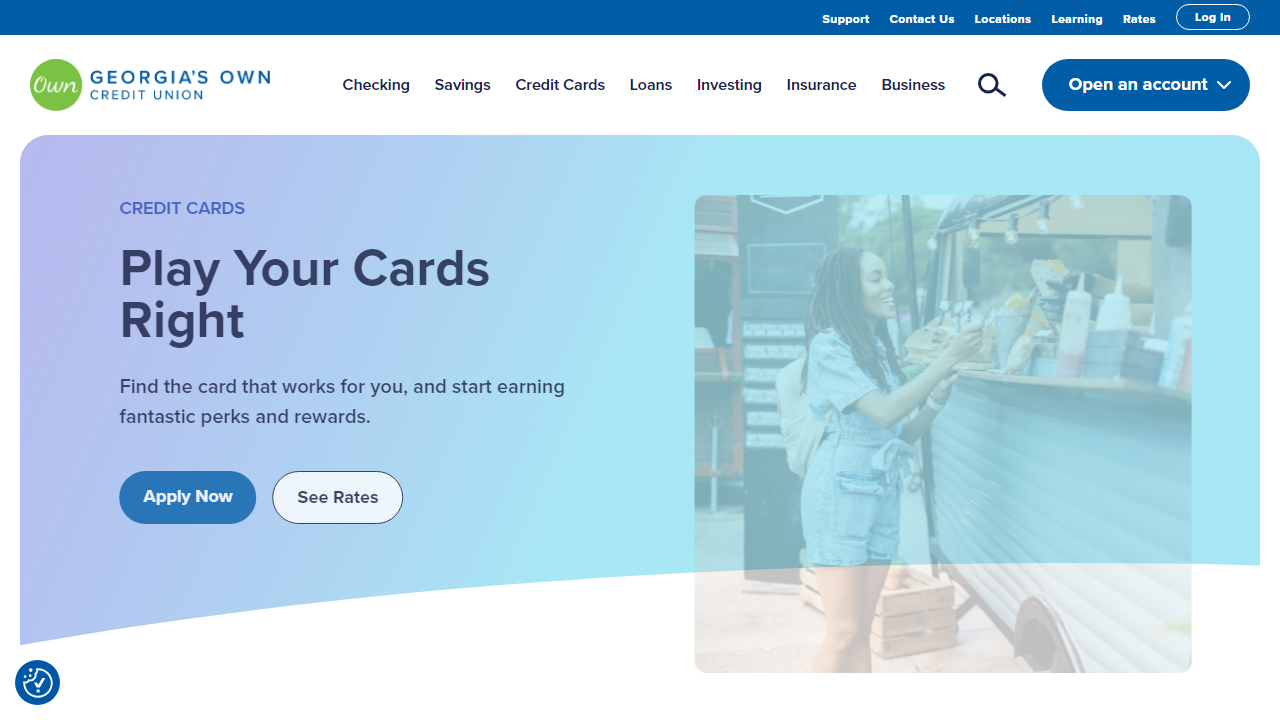 Support Contact Us Locations Learning Rates Log In
Own GEORGIA'S OWN
CREDIT UNION
Checking Savings Credit Cards Loans Investing Insurance Business Open an account
CREDIT CARDS
Play Your Cards
Right
Find the card that works for you, and start earning
fantastic perks and rewards.
Apply Now See Rates